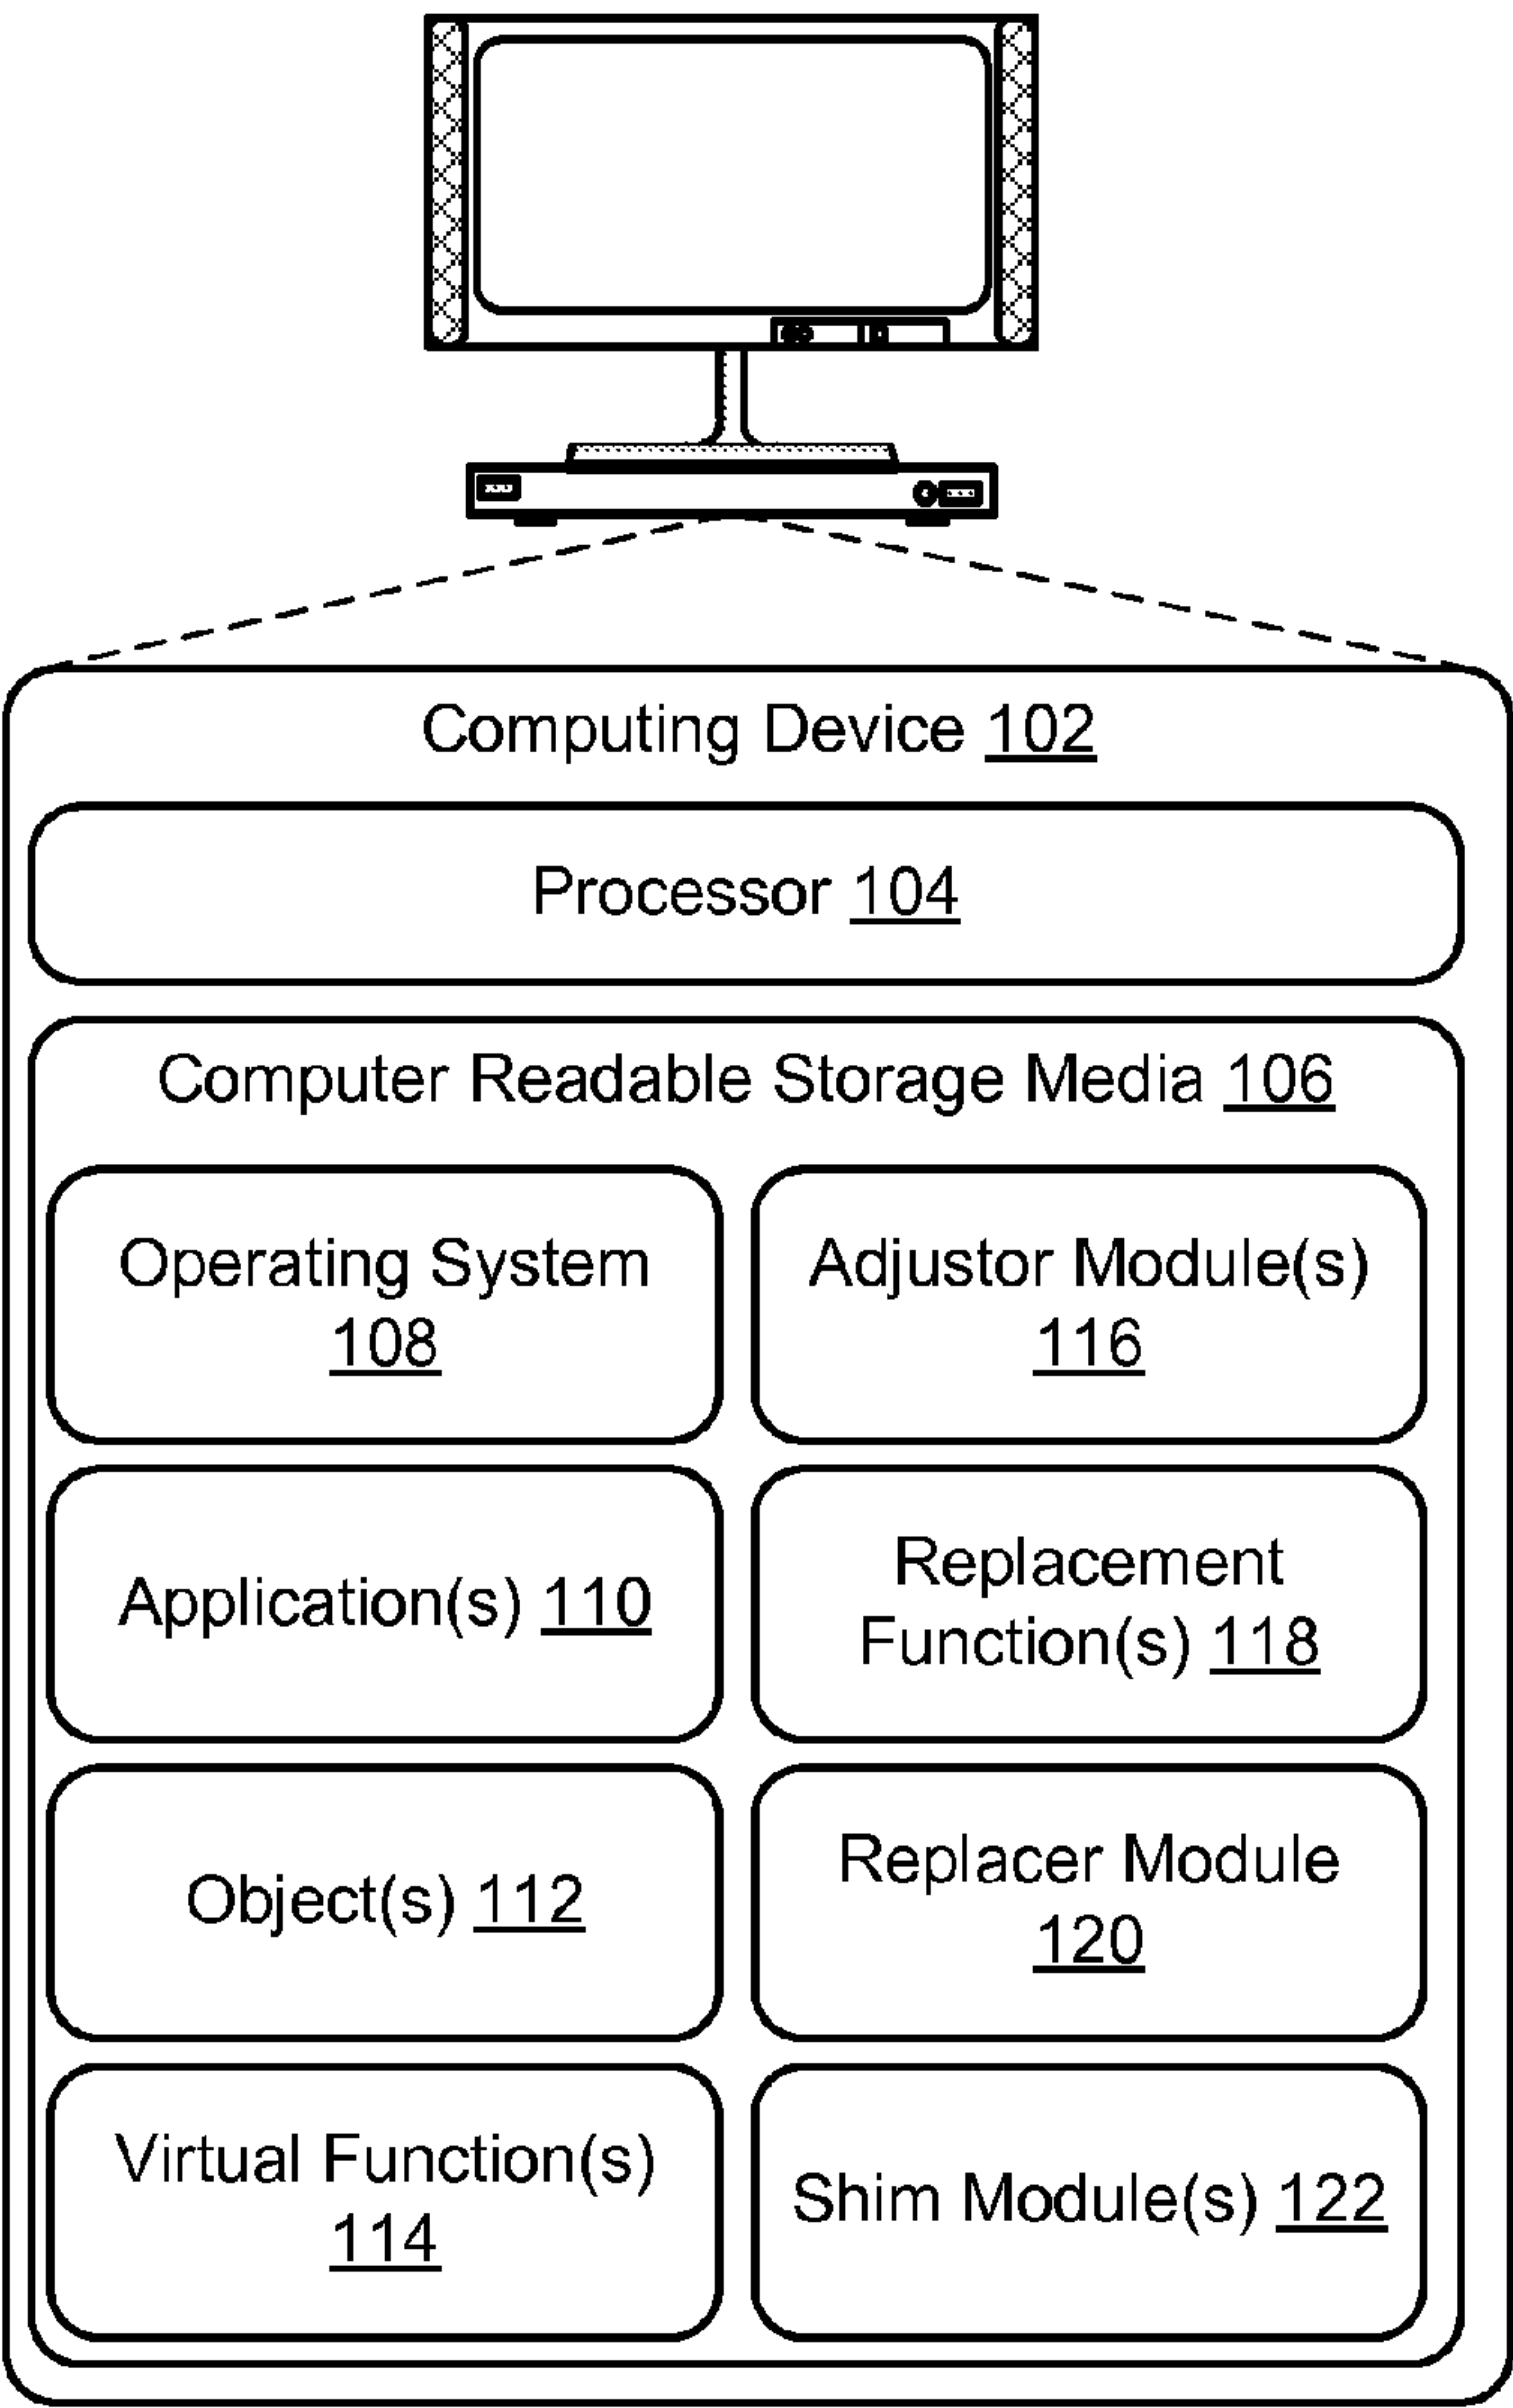 Computing Device 102
Processor 104
Computer Readable Storage Media 106
Operating System
108
Application(s) 110
Object(s) 112
Virtual Function(s)
114
Adjustor Module(s)
116
Replacement
Function(s) 118
Replacer Module
120
Shim Module(s) 122